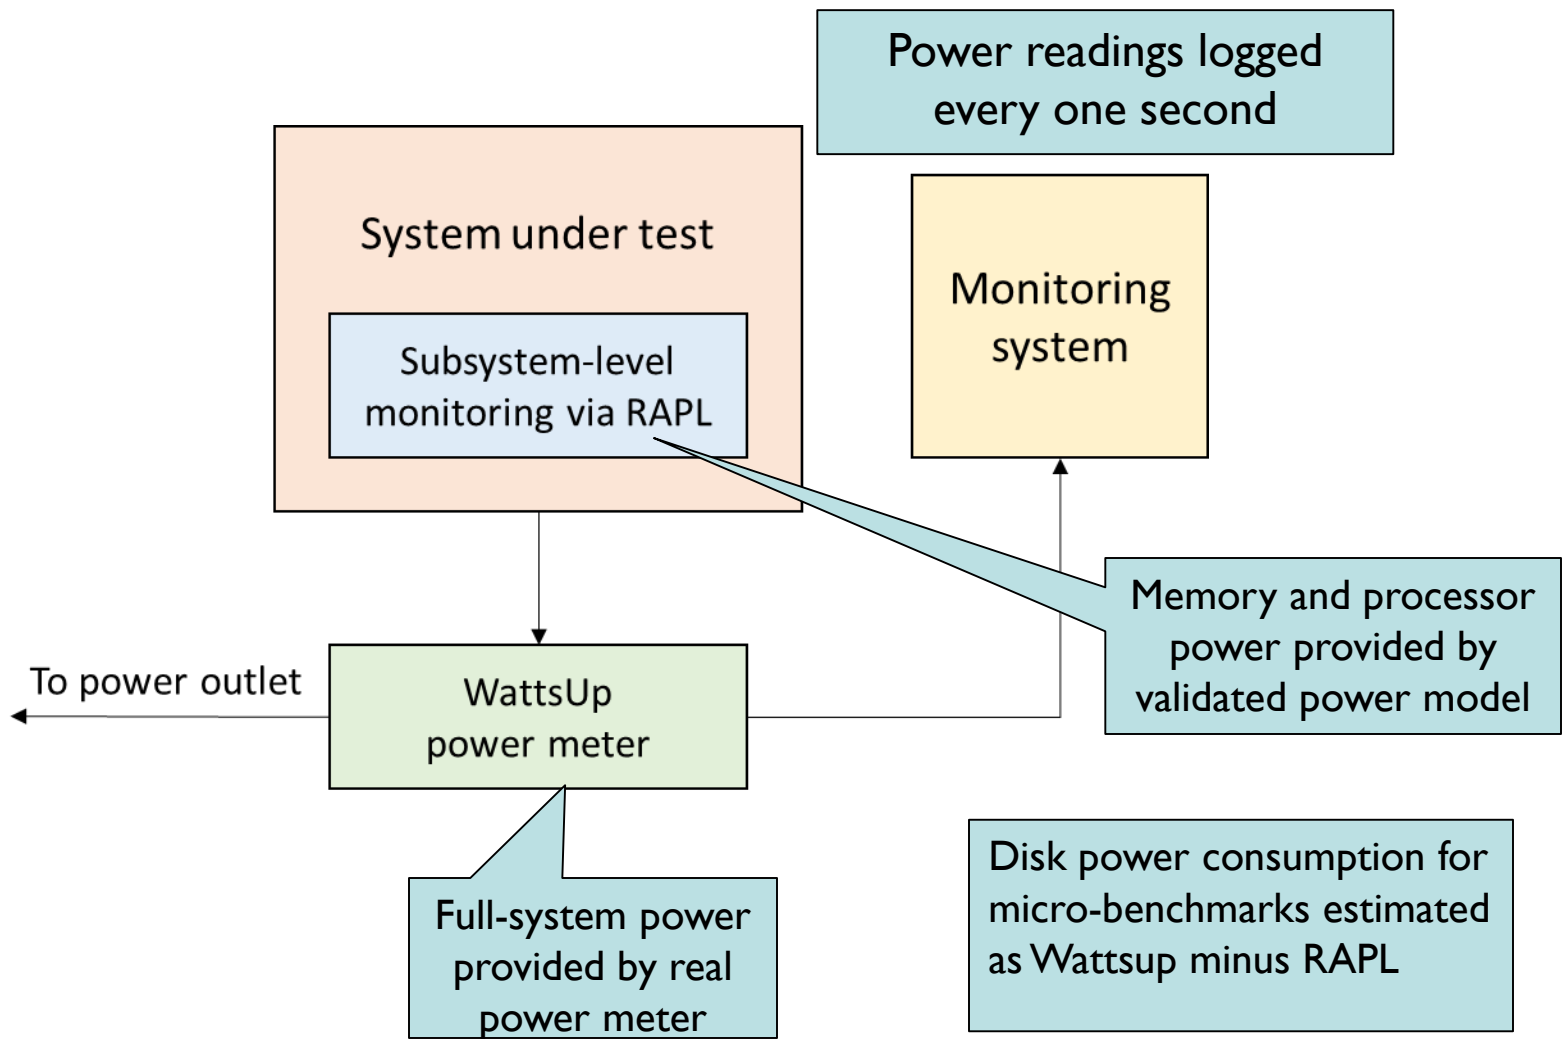 Power readings logged
every one second
System under test
Subsystem-level
monitoring via RAPL
Monitoring
system
Memory and processor
power provided by
validated power model
To power outlet
WattsUp
power meter
Full-system power
provided by real
power meter
Disk power consumption for
micro-benchmarks estimated
as Wattsup minus RAPL